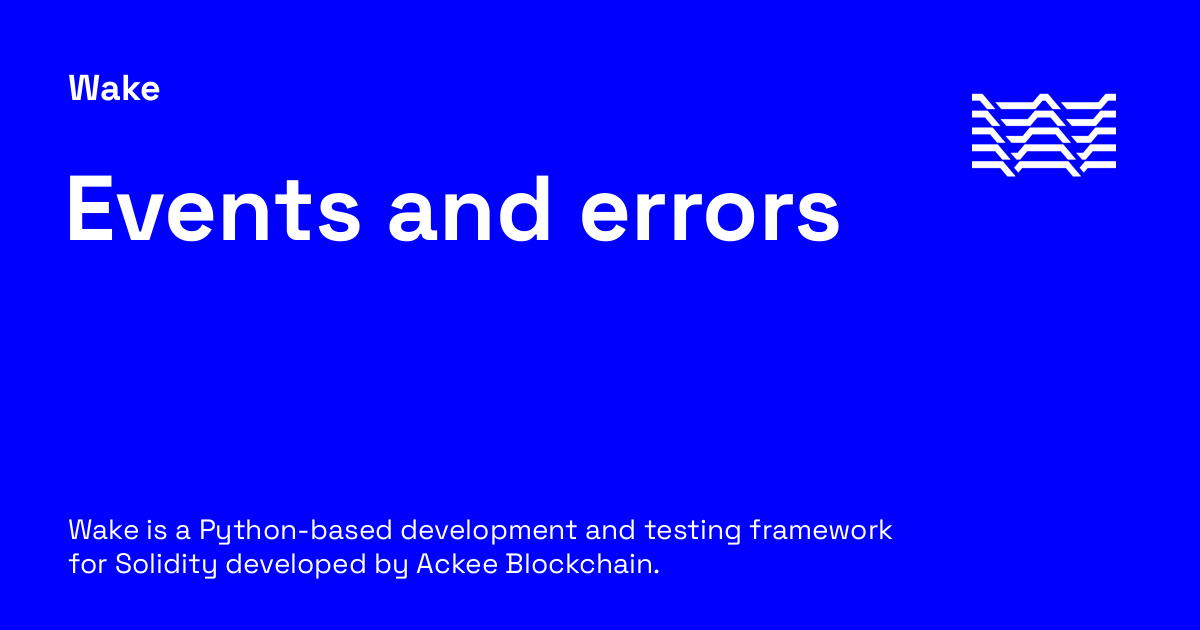 Wake
Events and errors
Wake is a Python-based development and testing framework
for Solidity developed by Ackee Blockchain.